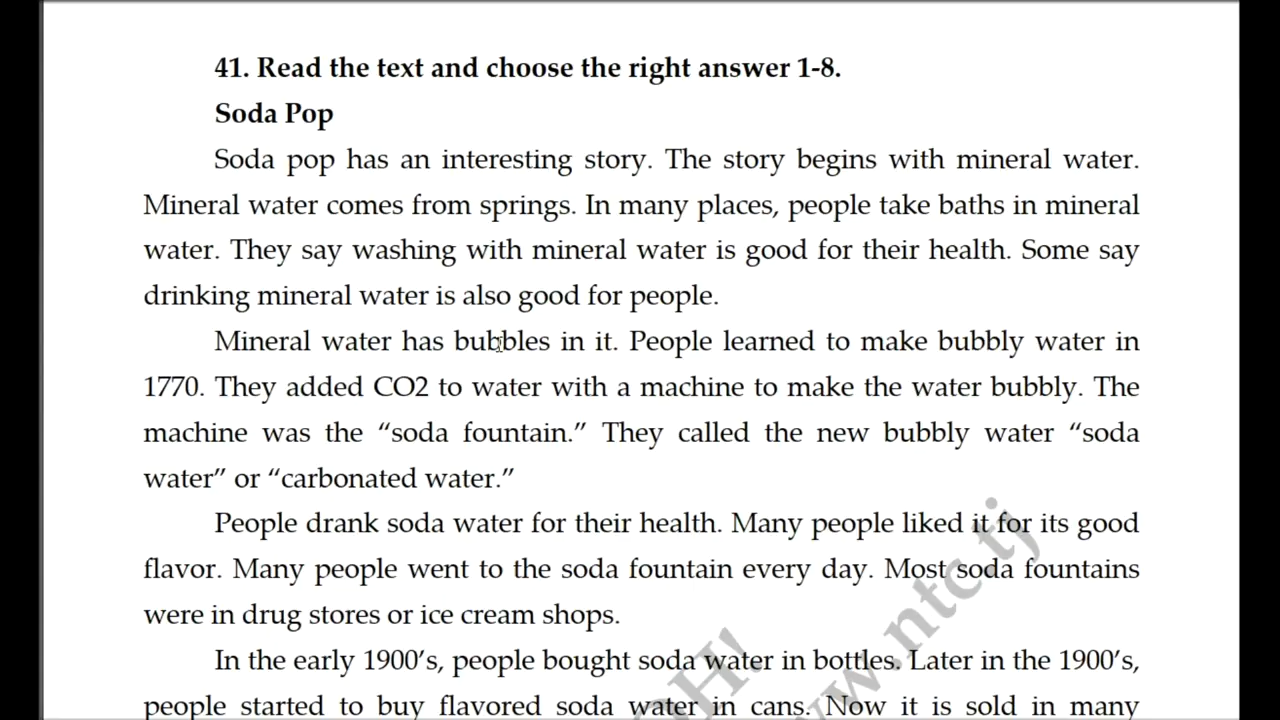 41. Read the text and choose the right answer 1-8.
Soda Pop
Soda pop has an interesting story. The story begins with mineral water.
Mineral water comes from springs. In many places, people take baths in mineral
water. They say washing with mineral water is good for their health. Some say
drinking mineral water is also good for people.
Mineral water has bubbles in it. People learned to make bubbly water in
1770. They added CO2 to water with a machine to make the water bubbly. The
machine was the “soda fountain.” They called the new bubbly water “soda
water” or “carbonated water.”
People drank soda water for their health. Many people liked it for its good
flavor. Many people went to the soda fountain every day. Most soda fountains
were in drug stores or ice cream shops.
In the early 1900’s, people bought soda water in bottles. Later in the 1900’s,
people started to buy flavored soda water in cans. Now it is sold in many